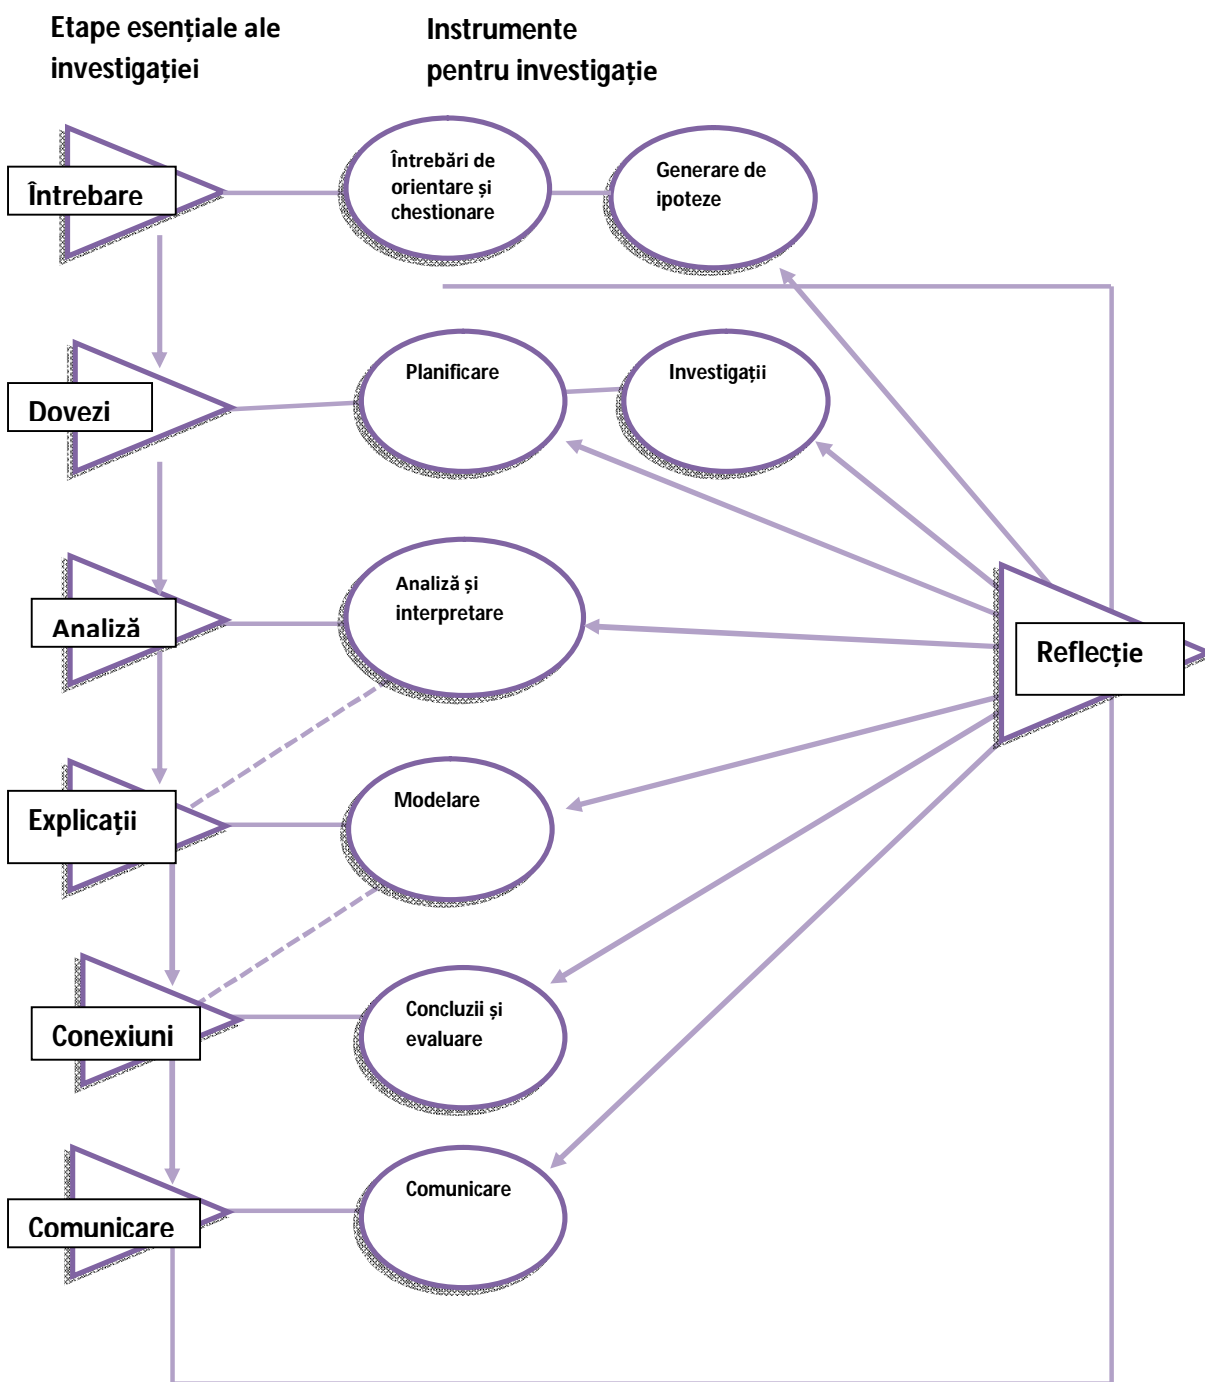 Etape esențiale ale
investigației
Instrumente
pentru investigație
Întrebare
Întrebări de
orientare și
chestionare
Generare de
ipoteze
Dovezi
Planificare
Investigații
Analiză
Analiză și
interpretare
Reflecție
Explicații
Modelare
Conexiuni
Concluzii și
evaluare
Comunicare
Comunicare